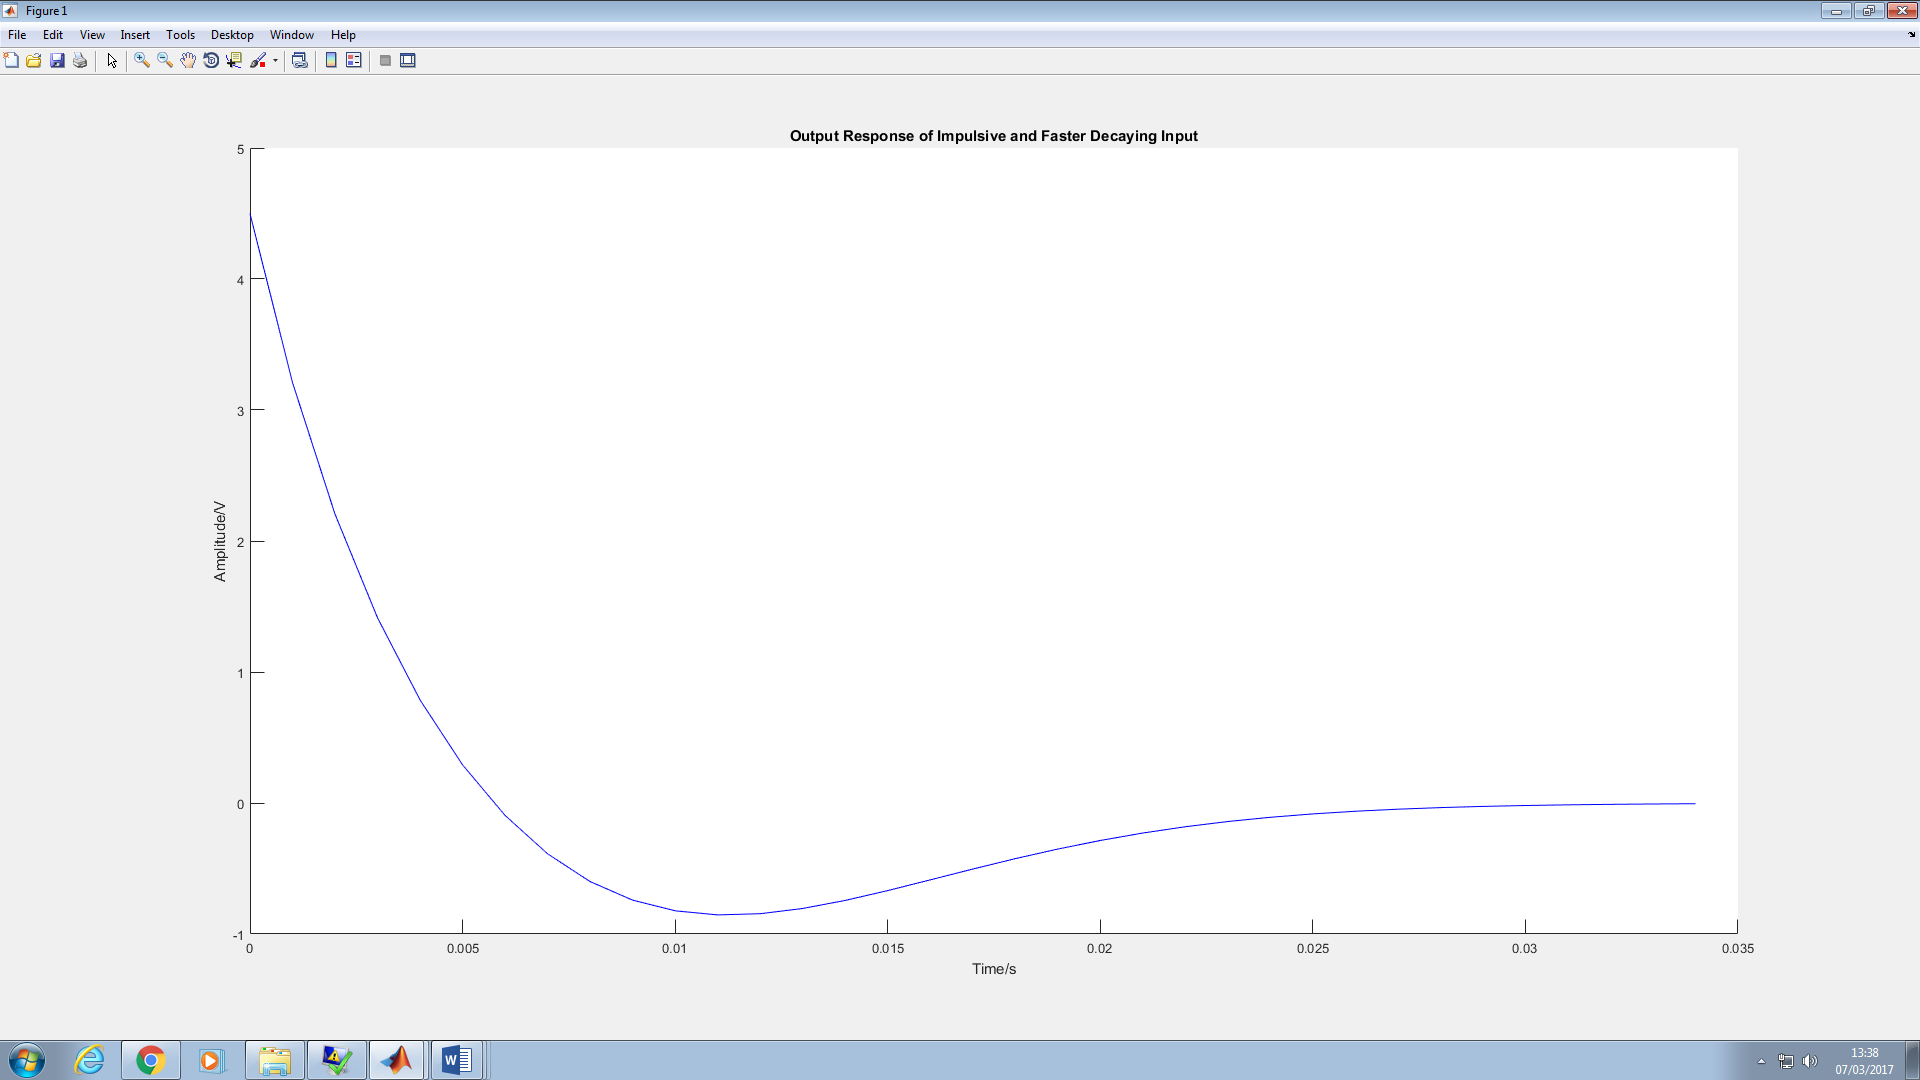 Figure 1
File Edit View Insert Tools Desktop Window Help
Output Response of Impulsive and Faster Decaying Input
5
4
3
2
1
0
-1
Amplitude/V
0 0.005 0.01 0.015 0.02 0.025 0.03 0.035
Time/s
13:38
07/03/2017